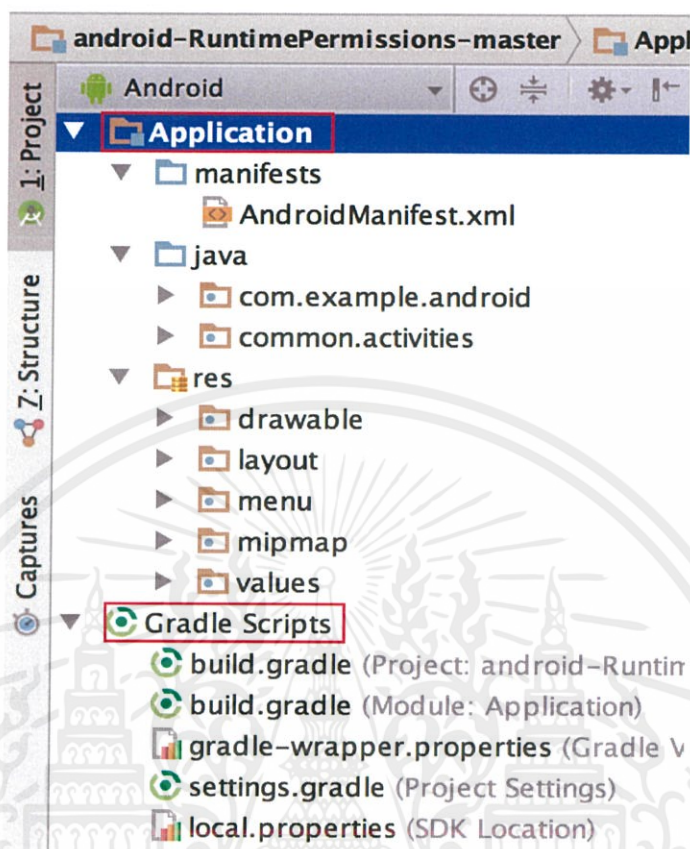 android-RuntimePermissions-master
Android
Application
manifests
AndroidManifest.xml
java
com.example.android
common.activities
res
drawable
layout
menu
mipmap
values
Gradle Scripts
build.gradle (Project: android-Runtim
build.gradle (Module: Application)
gradle-wrapper.properties (Gradle V
settings.gradle (Project Settings)
local.properties (SDK Location)
1: Project
Z: Structure
Captures